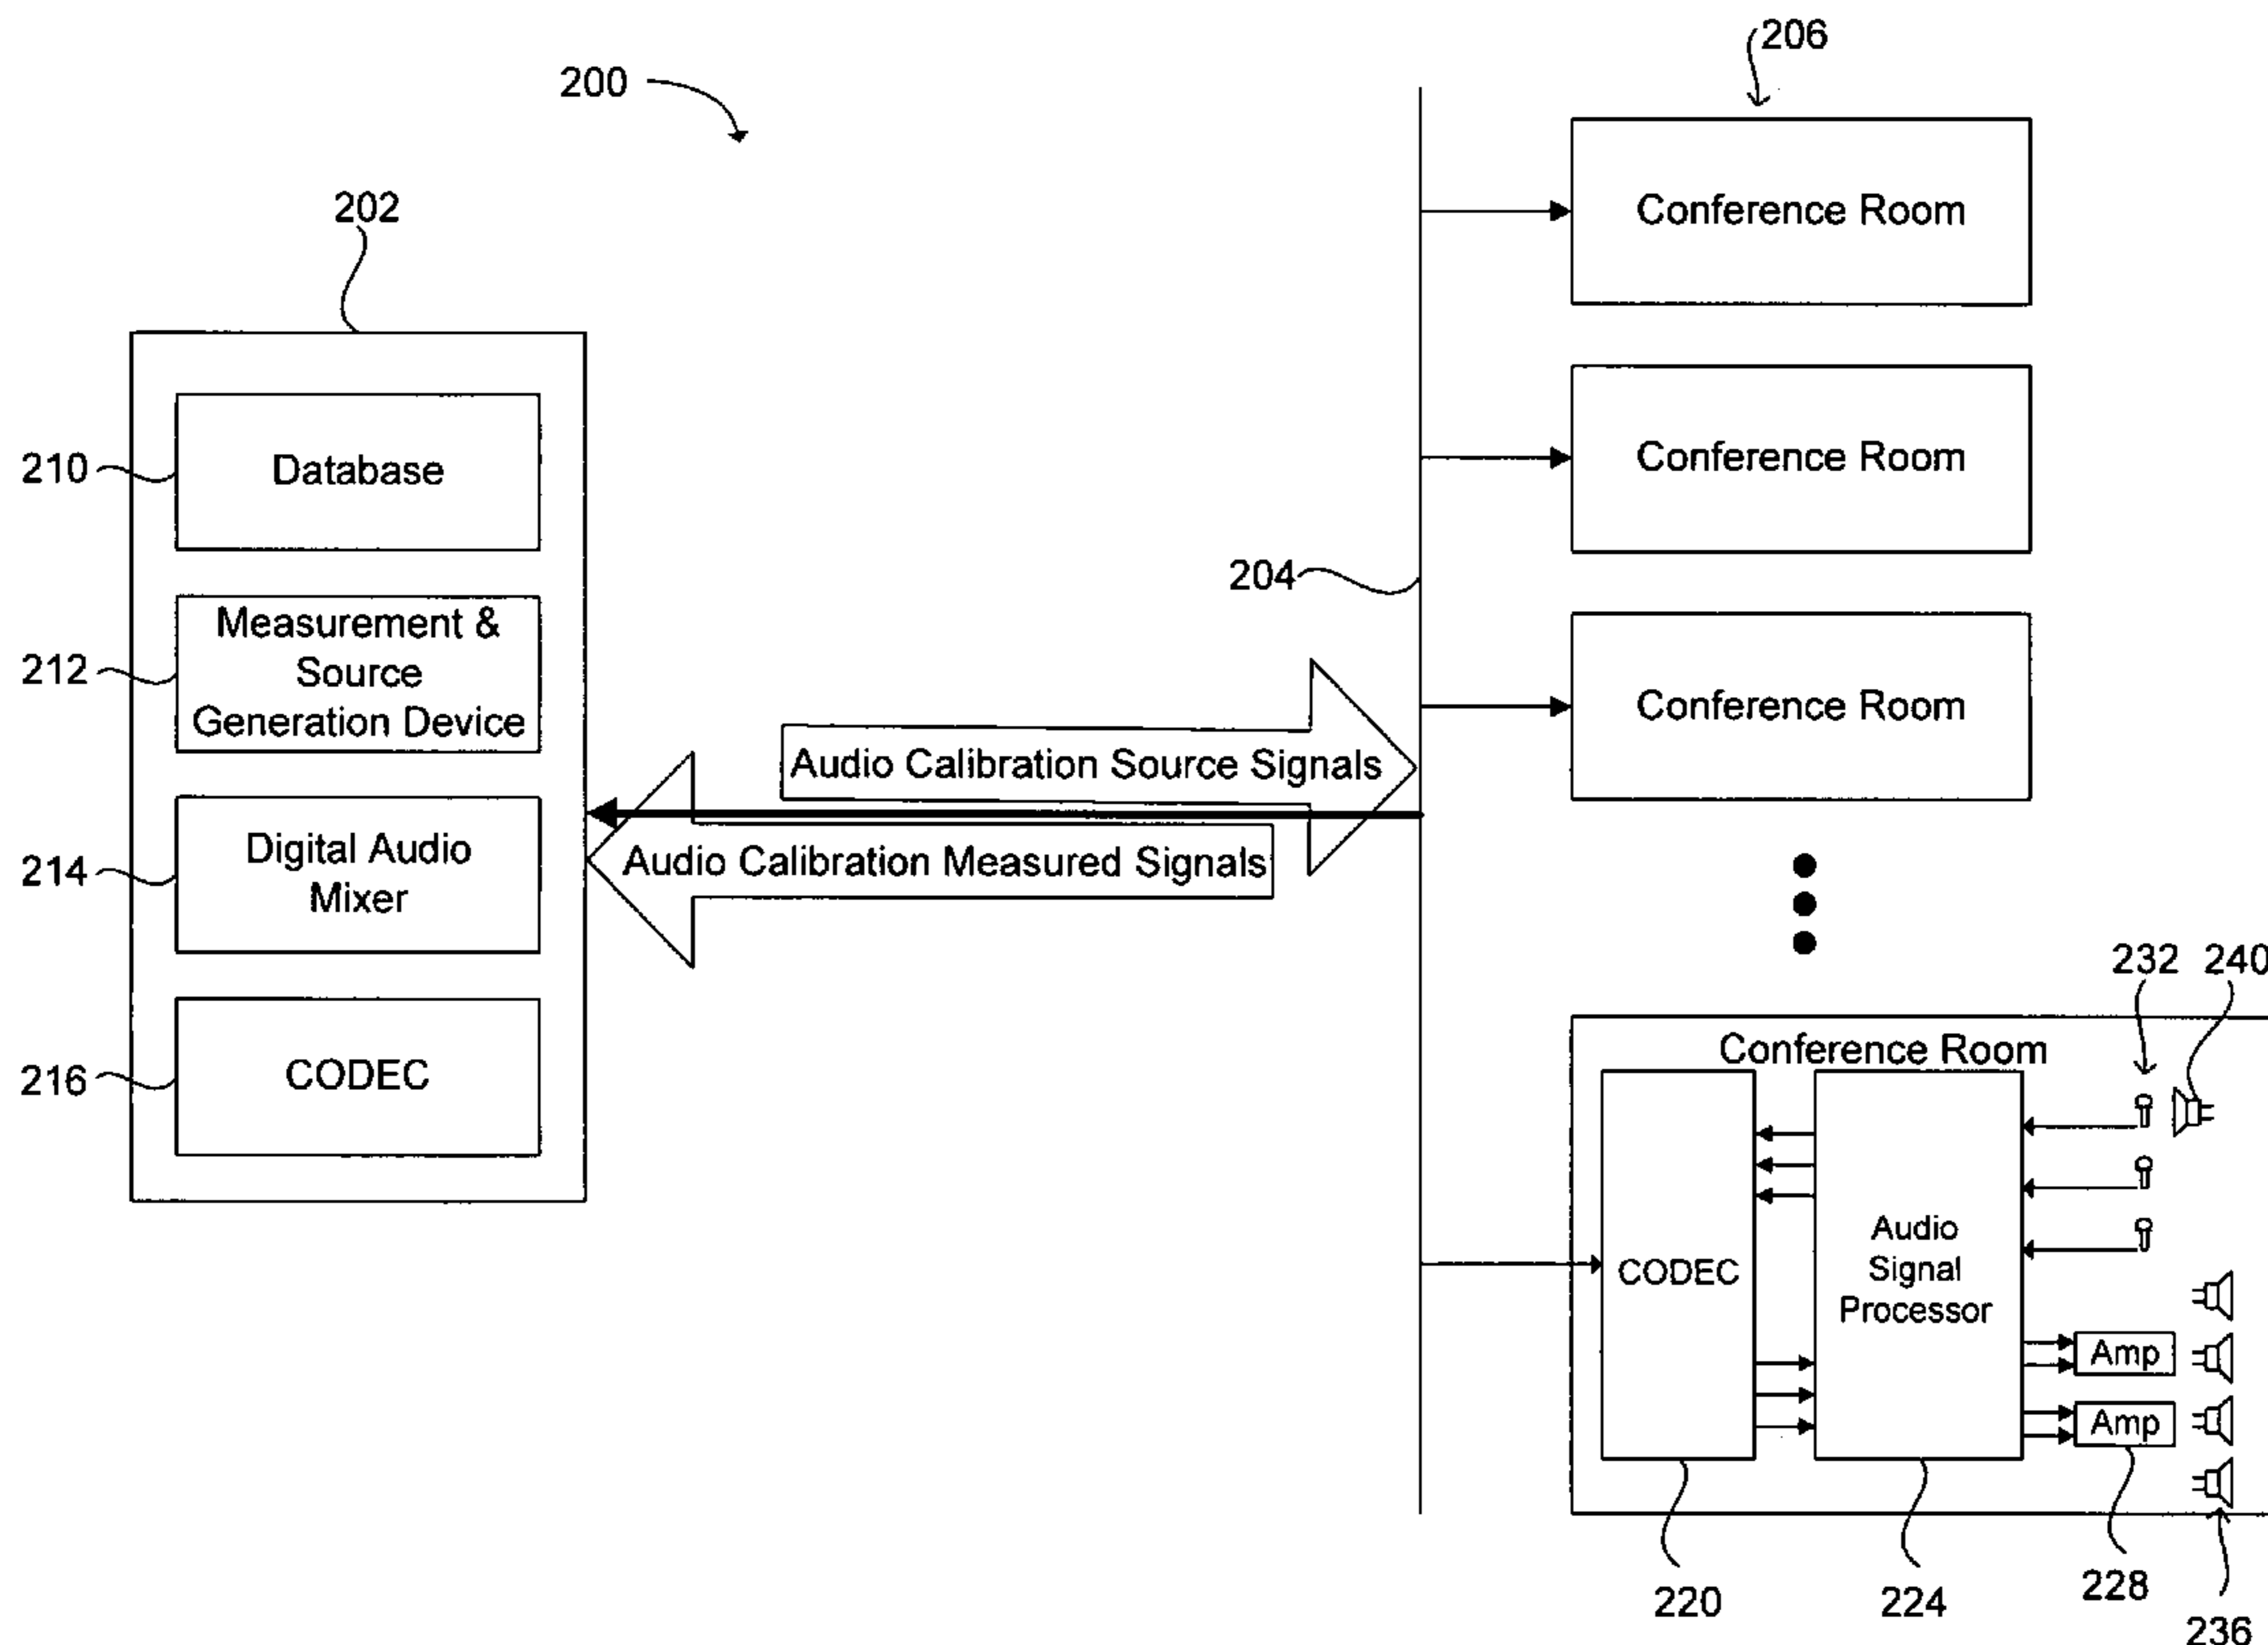 206
200
202
Conference Room
210
Database
Conference Room
204
212
Measurement &
Source
Generation Device
Conference Room
Audio Calibration Source Signals
214
Digital Audio
Mixer
Audio Calibration Measured Signals
232
240
216
CODEC
Conference Room
CODEC
Audio
Signal
Processor
Amp
Amp
220
224
228
236